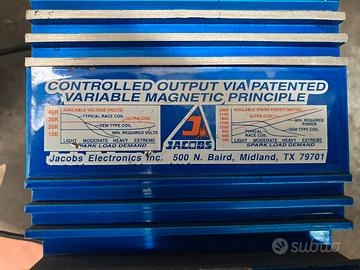 CONTROLLED OUTPUT VIA PATENTED
VARIABLE MAGNETIC PRINCIPLE
AVAILABLE VOLTAGE (VOLTS)
40K
30K
20K
10K
TYPICAL RACE COIL
ULTRA-COIL
OEM TYPE COIL
MIN. REQUIRED VOLTS
LIGHT MODERATE HEAVY EXTREME
SPARK LOAD DEMAND
J
JACOBS
AVAILABLE SPARK POWER (WATTS)
ULTRA-COIL
MIN. REQUIRED
POWER
TYPICAL
RACE COIL
OEM TYPE COIL
LIGHT MODERATE HEAVY EXTREME
SPARK LOAD DEMAND
Jacobs Electronics Inc. 500 N. Baird, Midland, TX 79701
subito